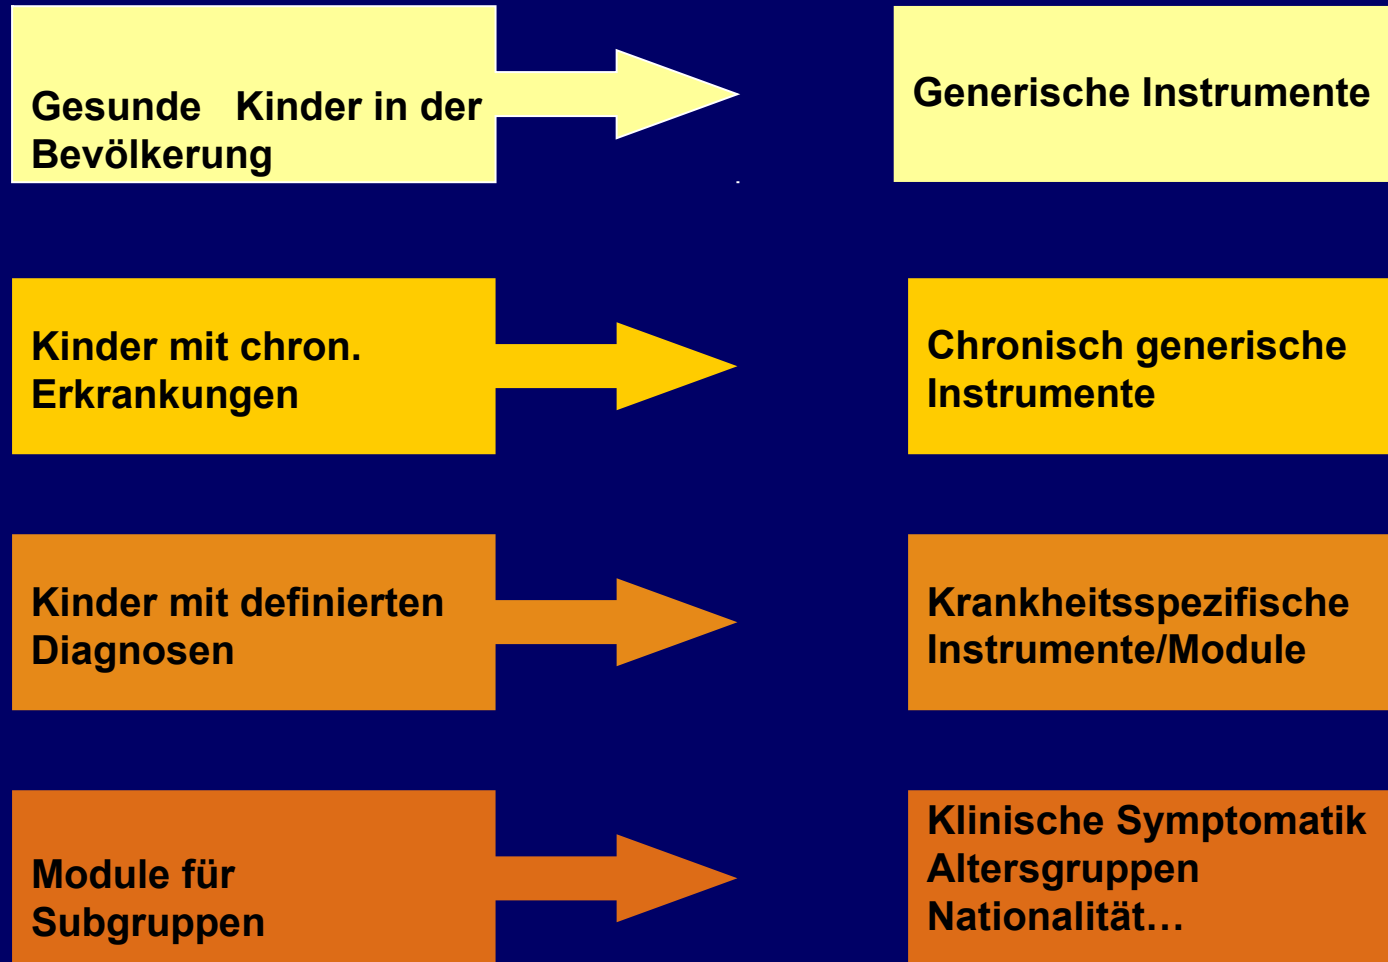 Gesunde Kinder in der
Bevölkerung
Generische Instrumente
Kinder mit chron.
Erkrankungen
Chronisch generische
Instrumente
Kinder mit definierten
Diagnosen
Krankheitsspezifische
Instrumente/Module
Module für
Subgruppen
Klinische Symptomatik
Altersgruppen
Nationalität…